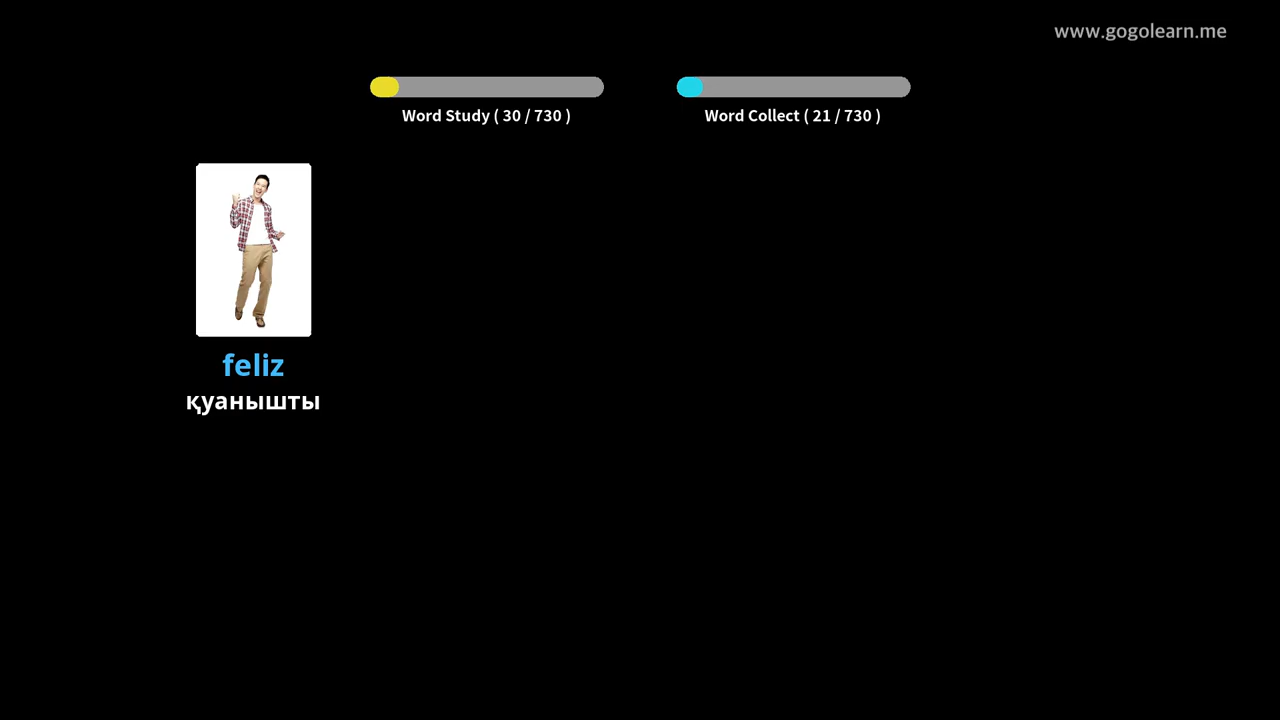 www.gogolearn.me
Word Study ( 30 / 730 )
Word Collect ( 21 / 730 )
feliz
қуанышты